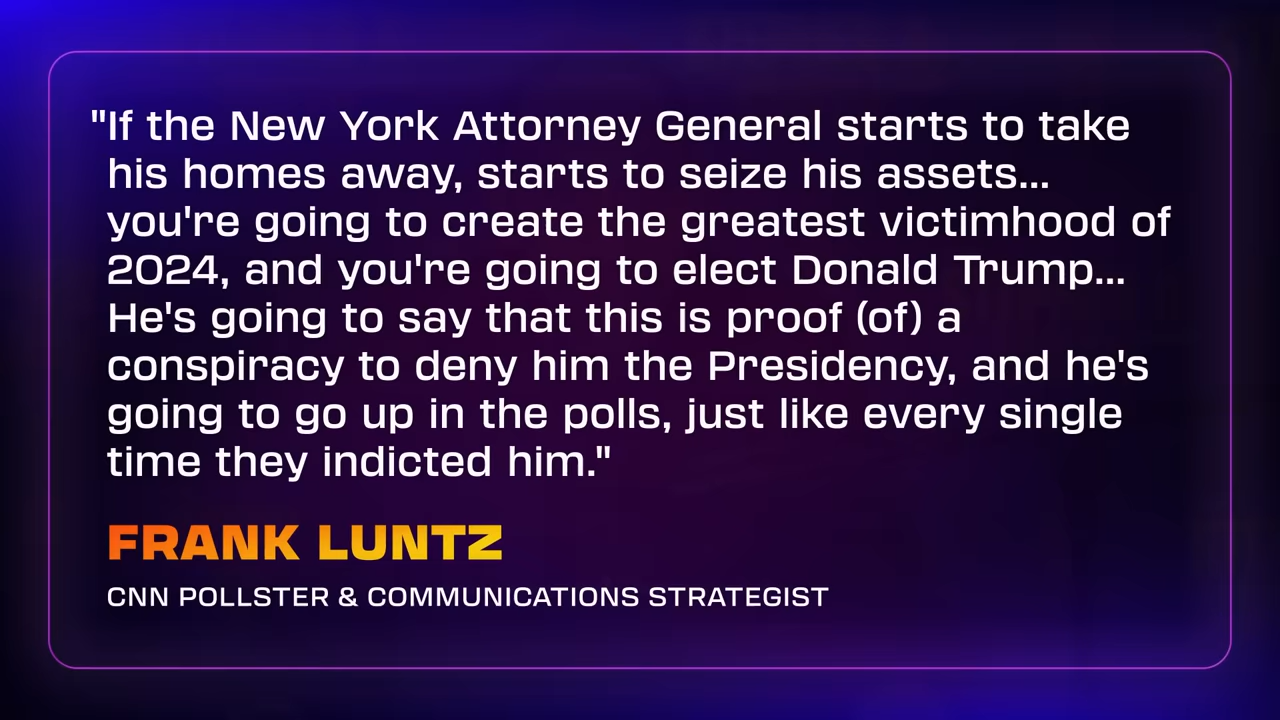 "If the New York Attorney General starts to take
his homes away, starts to seize his assets...
you're going to create the greatest victimhood of
2024, and you're going to elect Donald Trump...
He's going to say that this is proof (of) a
conspiracy to deny him the Presidency, and he's
going to go up in the polls, just like every single
time they indicted him."
FRANK LUNTZ
CNN POLLSTER & COMMUNICATIONS STRATEGIST